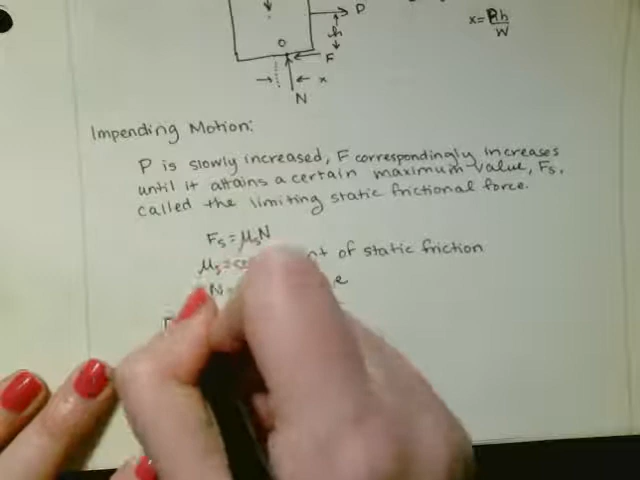 P
x = Ph
W
h
O
F
x
N
Impending Motion:
P is slowly increased, F correspondingly increases
until it attains a certain maximum value, Fs,
called the limiting static frictional force.
Fs = μsN
μs = of static friction
N =